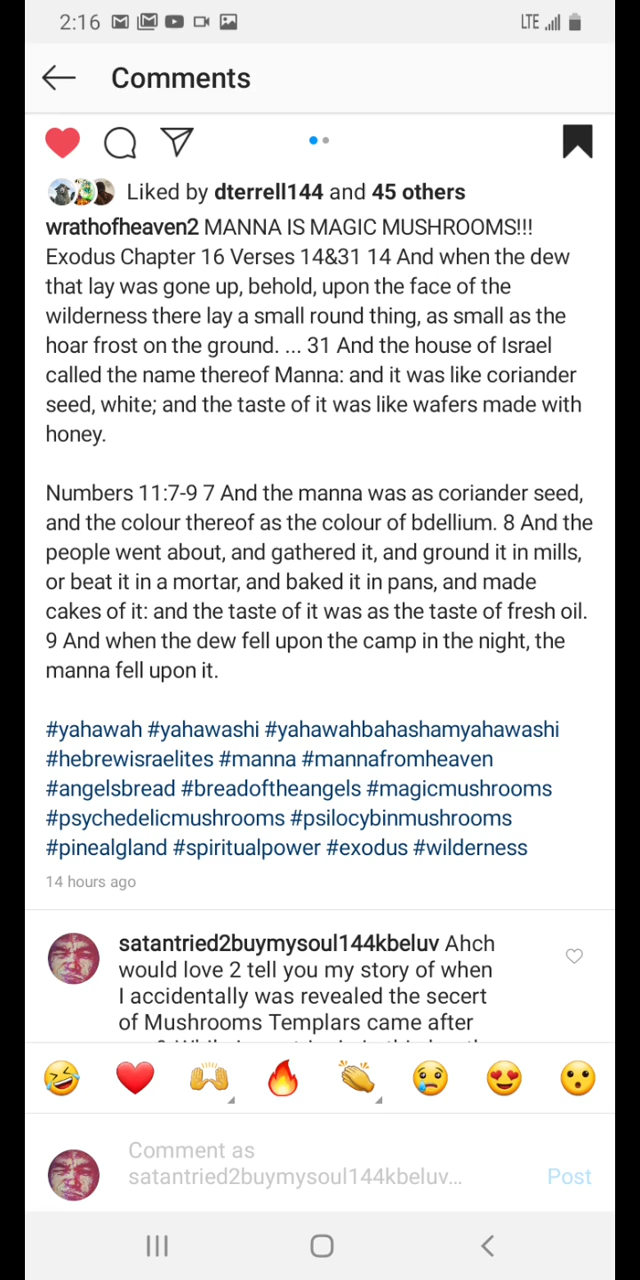 2:16
LTE
Comments
Liked by dterrell144 and 45 others
wrathofheaven2 MANNA IS MAGIC MUSHROOMS!!!
Exodus Chapter 16 Verses 14&31 14 And when the dew
that lay was gone up, behold, upon the face of the
wilderness there lay a small round thing, as small as the
hoar frost on the ground. ... 31 And the house of Israel
called the name thereof Manna: and it was like coriander
seed, white; and the taste of it was like wafers made with
honey.
Numbers 11:7-9 7 And the manna was as coriander seed,
and the colour thereof as the colour of bdellium. 8 And the
people went about, and gathered it, and ground it in mills,
or beat it in a mortar, and baked it in pans, and made
cakes of it: and the taste of it was as the taste of fresh oil.
9 And when the dew fell upon the camp in the night, the
manna fell upon it.
#yahawah #yahawashi #yahawahbahashamyahawashi
#hebrewisraelites #manna #mannafromheaven
#angelsbread #breadoftheangels #magicmushrooms
#psychedelicmushrooms #psilocybinmushrooms
#pinealgland #spiritualpower #exodus #wilderness
14 hours ago
satantried2buymysoul144kbeluv Ahch
would love 2 tell you my story of when
I accidentally was revealed the secert
of Mushrooms Templars came after
Comment as
satantried2buymysoul144kbeluv...
Post